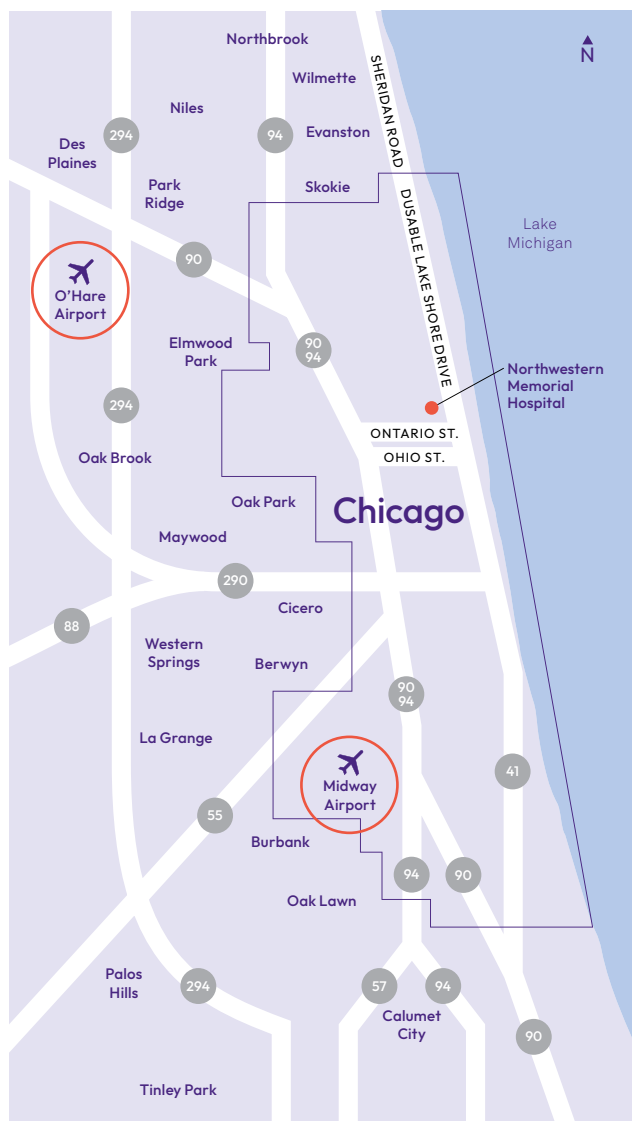 Northbrook
N
Wilmette
SHERIDAN ROAD
Niles
294
94
Evanston
Des
Plaines
Park
Ridge
Skokie
DUSABLE LAKE SHORE DRIVE
Lake
Michigan
90
O'Hare
Airport
Elmwood
Park
90
94
Northwestern
Memorial
Hospital
294
ONTARIO ST.
OHIO ST.
Oak Brook
Oak Park
Chicago
Maywood
290
Cicero
88
Western
Springs
Berwyn
90
94
La Grange
41
Midway
Airport
55
Burbank
94
90
Oak Lawn
Palos
Hills
294
57
94
Calumet
City
90
Tinley Park